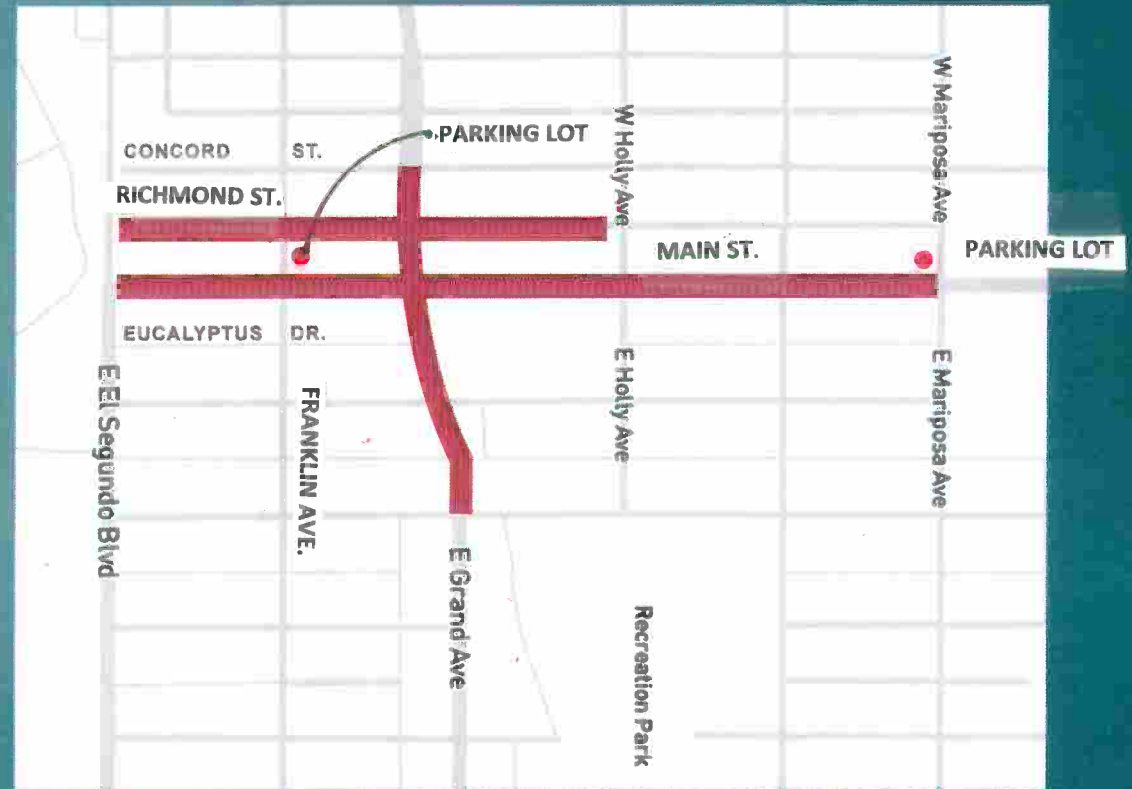 W Mariposa Ave
W Holly Ave
PARKING LOT
CONCORD ST.
RICHMOND ST.
MAIN ST.
PARKING LOT
EUCALYPTUS DR.
E El Segundo Blvd
FRANKLIN AVE.
E Holly Ave
E Mariposa Ave
E Grand Ave
Recreation Park